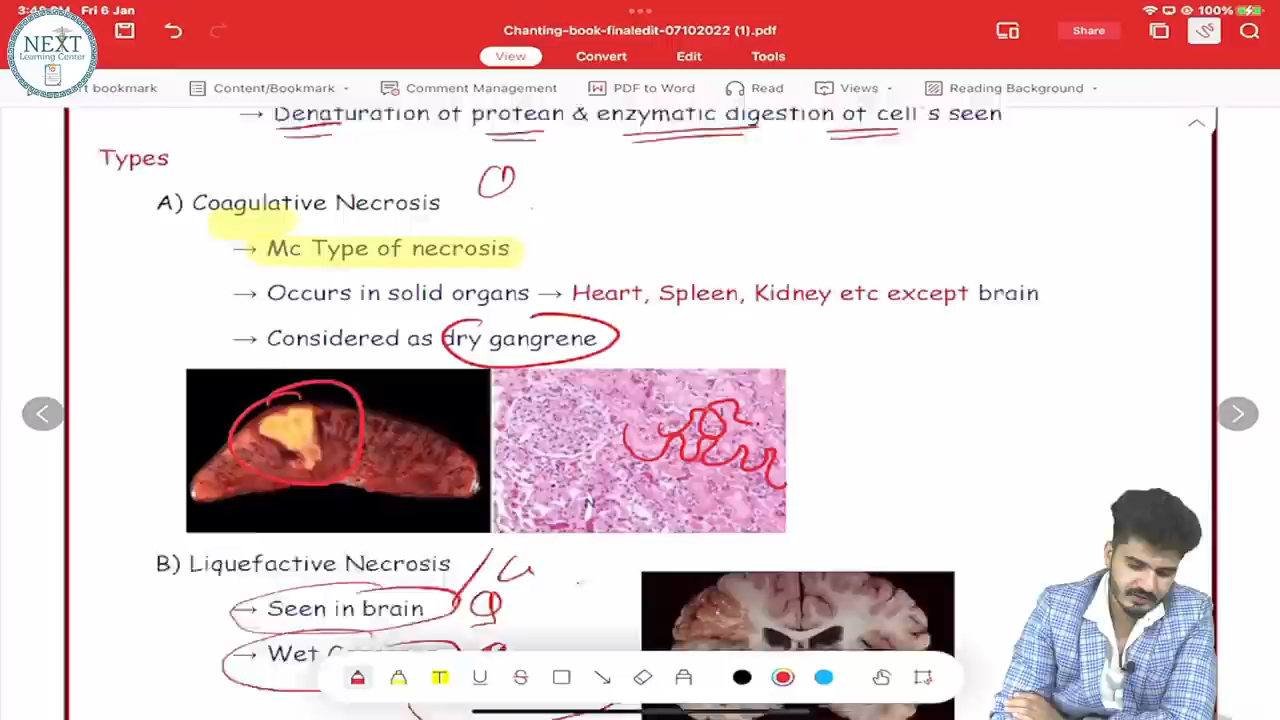 3:48 PM Fri 6 Jan
100%
NEXT
Learning Center
Chanting-book-finaledit-07102022 (1).pdf
Share
View
Convert
Edit
Tools
bookmark
Content/Bookmark
Comment Management
PDF to Word
Read
Views
Reading Background
→ Denaturation of protean & enzymatic digestion of cell's seen
Types
A) Coagulative Necrosis
→ Mc Type of necrosis
→ Occurs in solid organs → Heart, Spleen, Kidney etc except brain
→ Considered as dry gangrene
N
B) Liquefactive Necrosis
→ Seen in brain
→ Wet